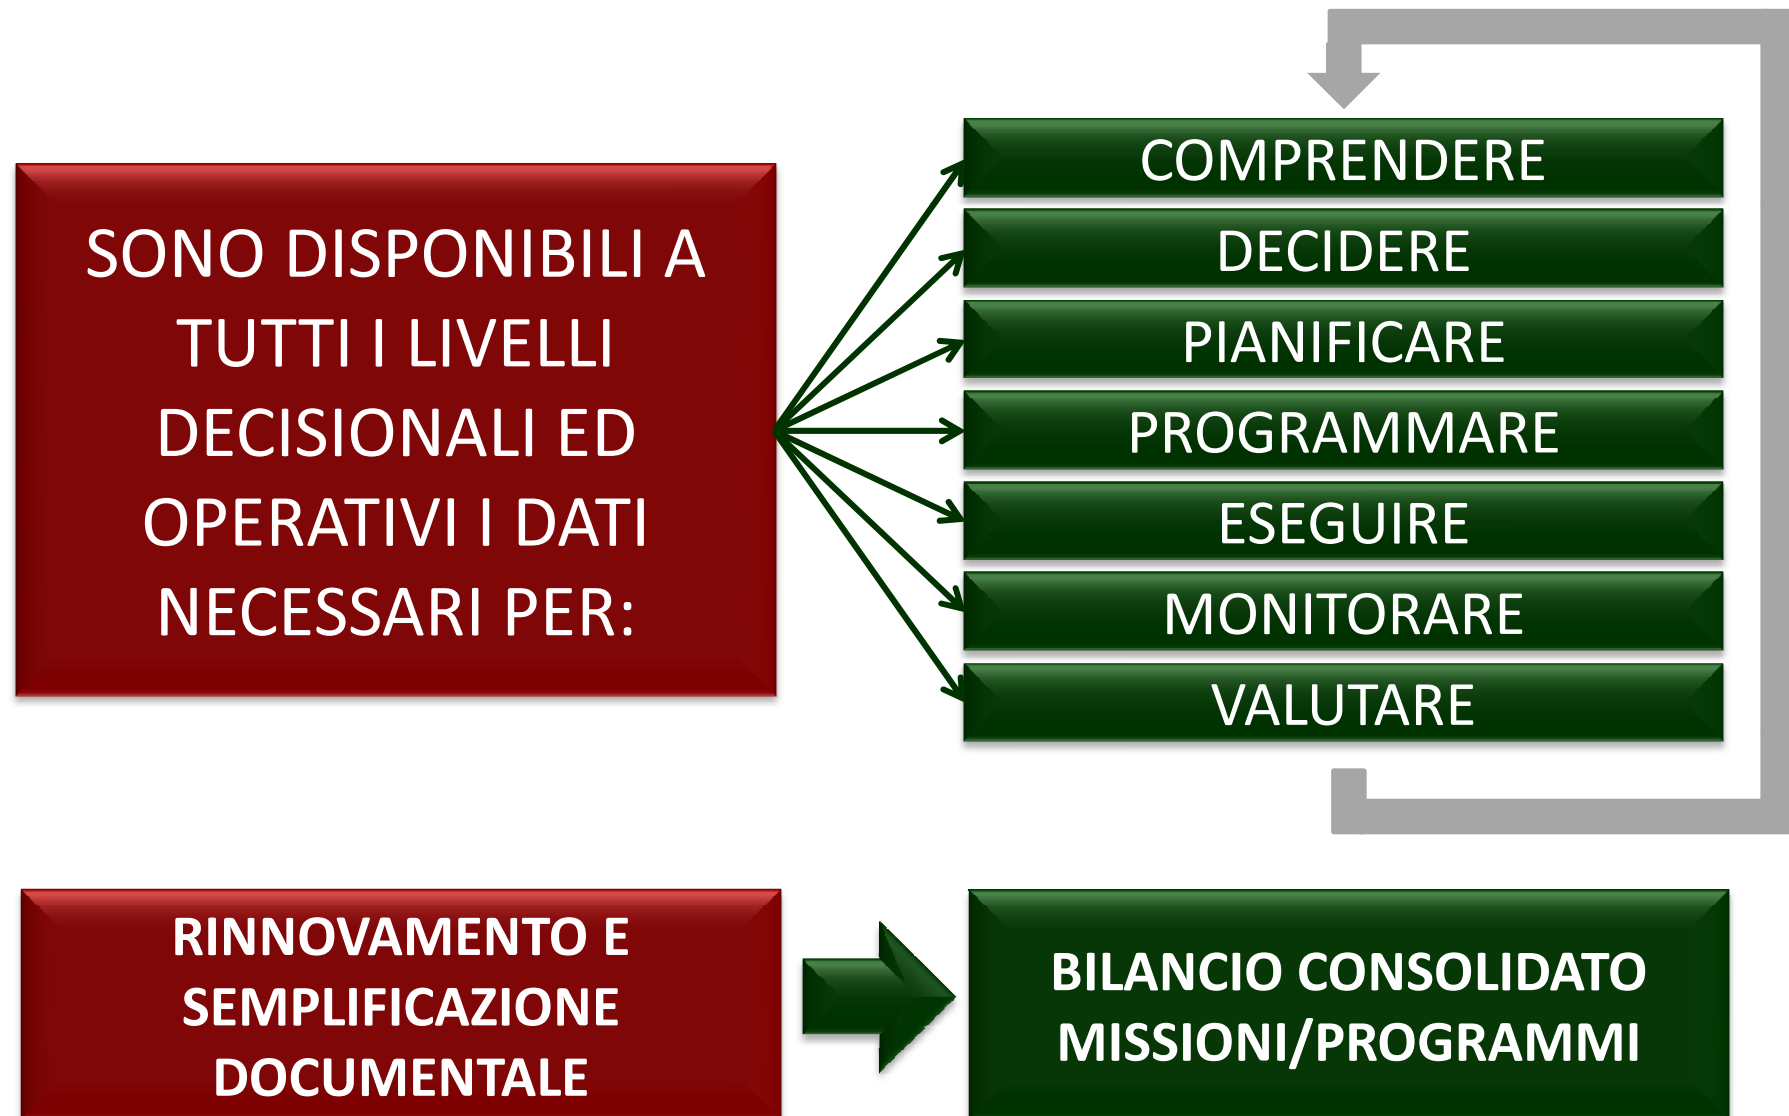 SONO DISPONIBILI A
TUTTI I LIVELLI
DECISIONALI ED
OPERATIVI I DATI
NECESSARI PER:
COMPRENDERE
DECIDERE
PIANIFICARE
PROGRAMMARE
ESEGUIRE
MONITORARE
VALUTARE
RINNOVAMENTO E
SEMPLIFICAZIONE
DOCUMENTALE
BILANCIO CONSOLIDATO
MISSIONI/PROGRAMMI